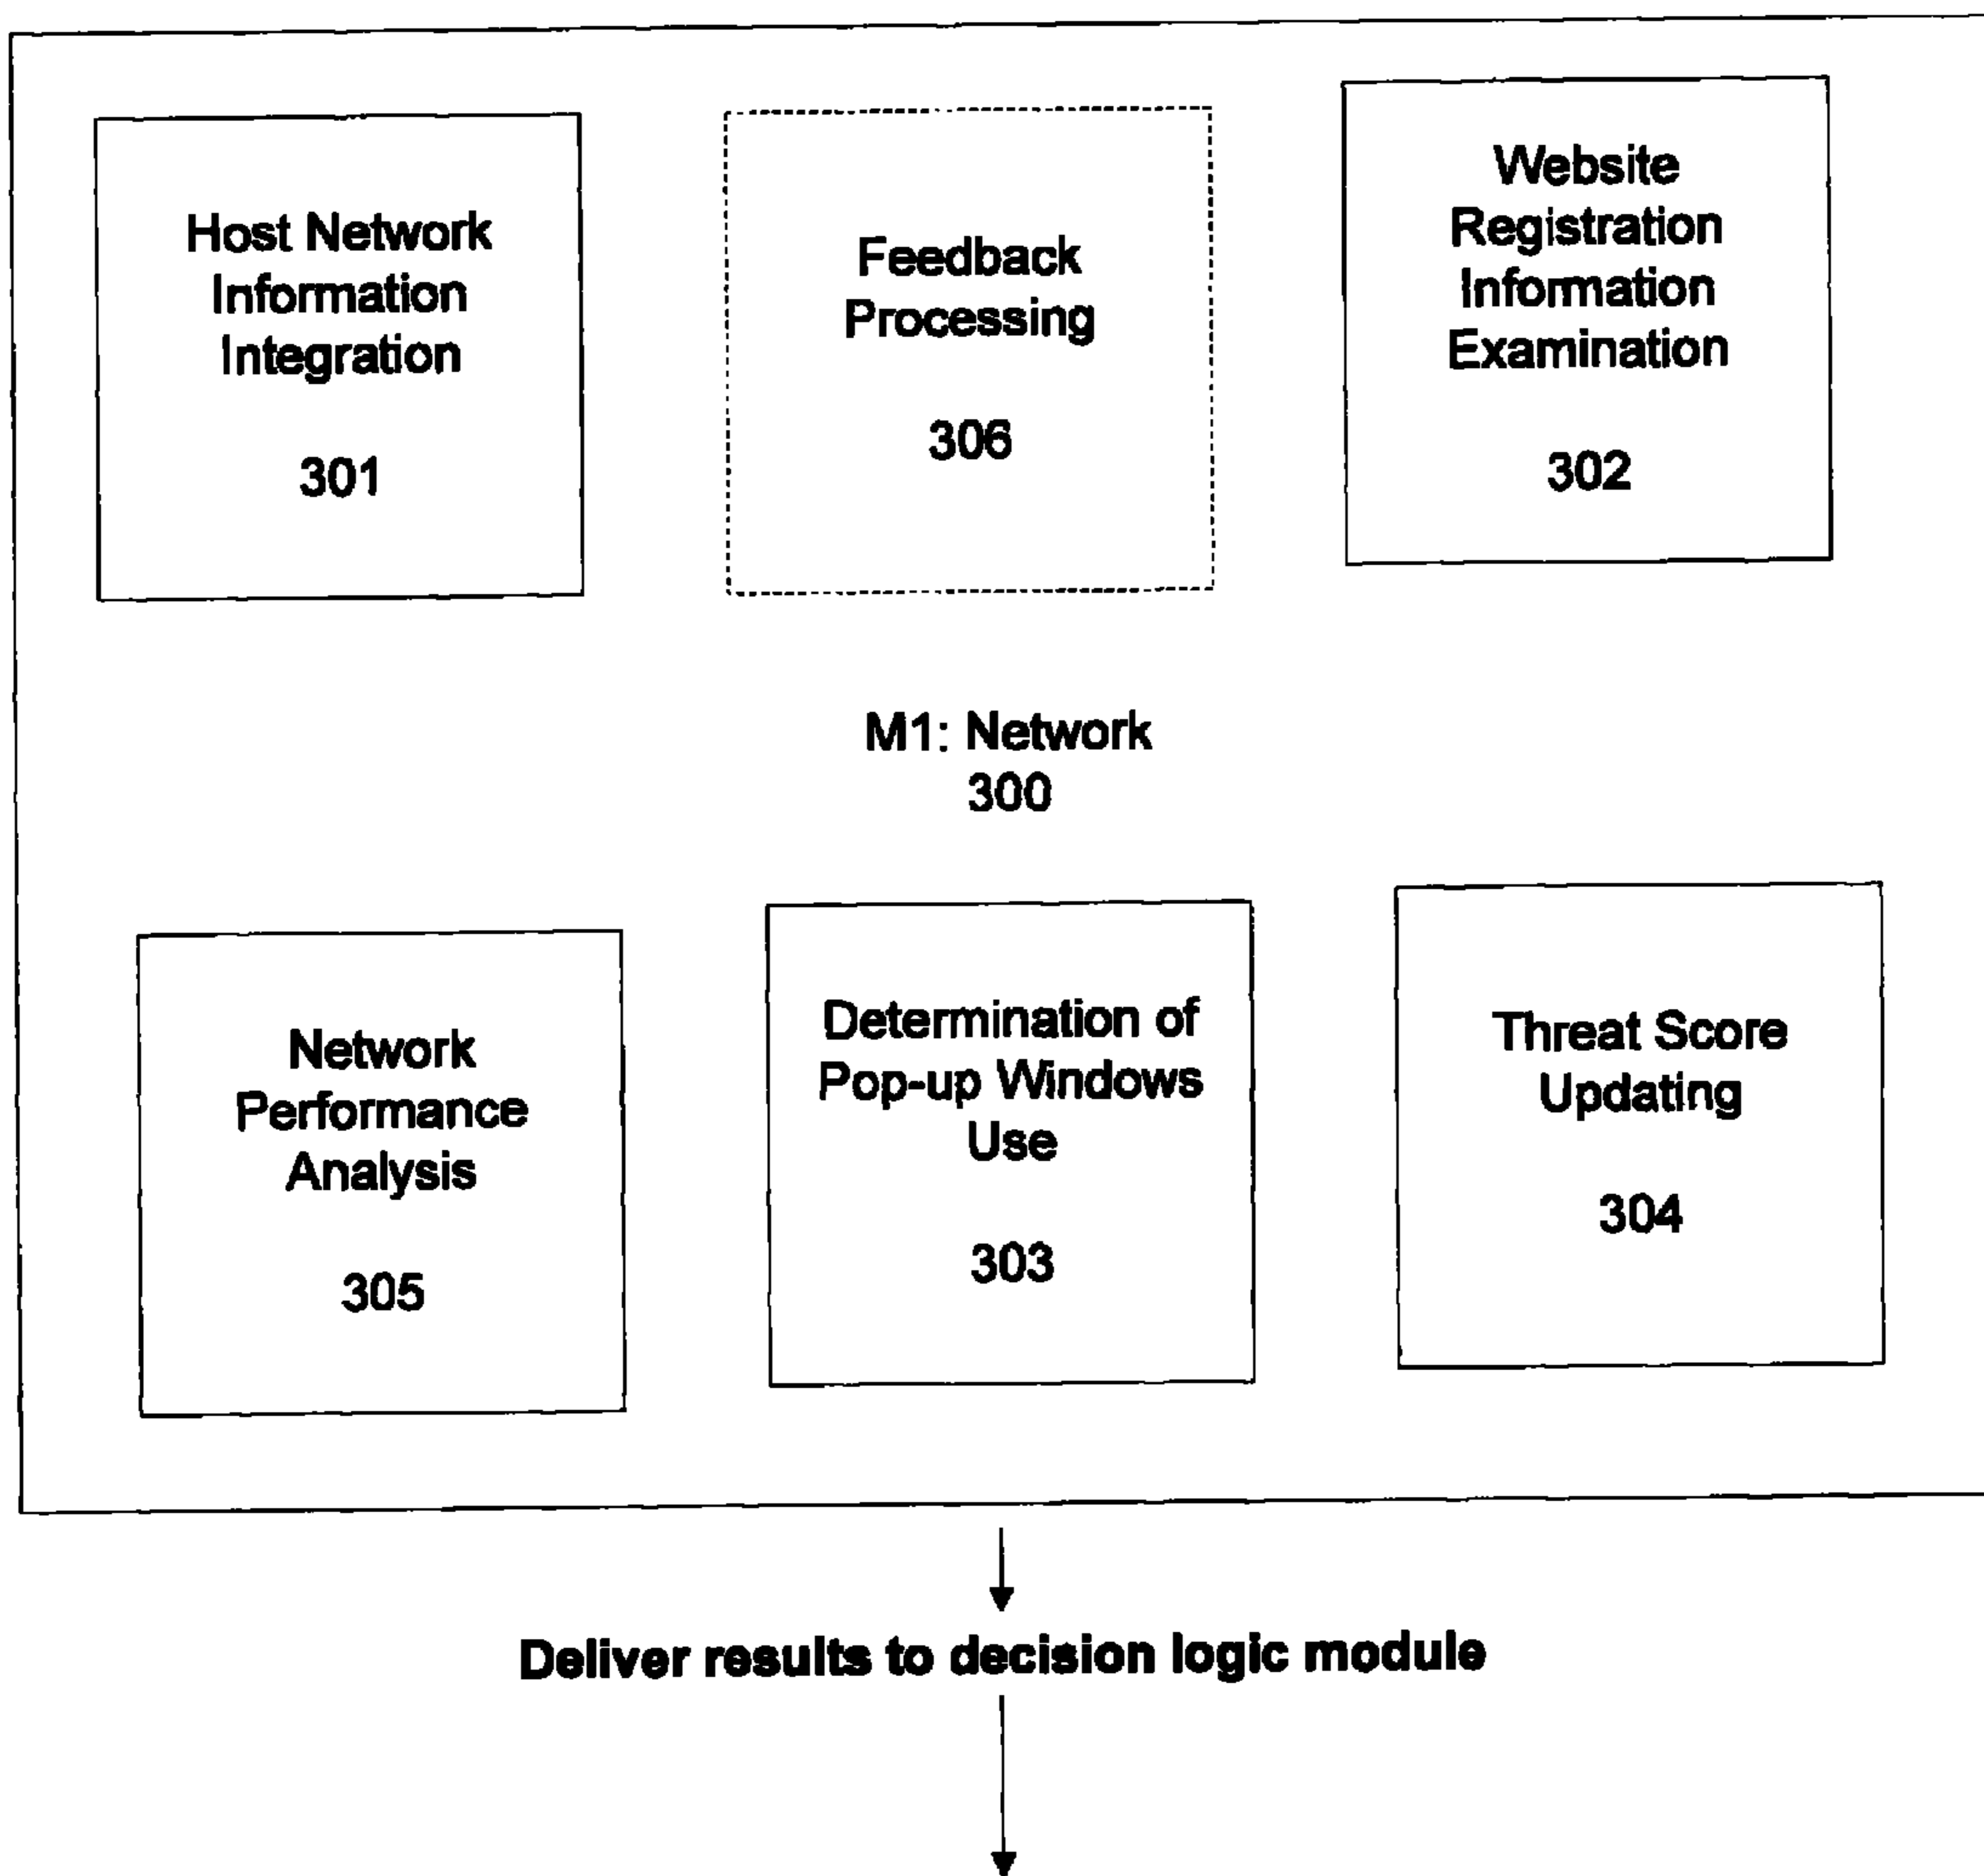 Host Network
Information
Integration
301
Feedback
Processing
306
Website
Registration
Information
Examination
302
M1: Network
300
Network
Performance
Analysis
305
Determination of
Pop-up Windows
Use
303
Threat Score
Updating
304
Deliver results to decision logic module